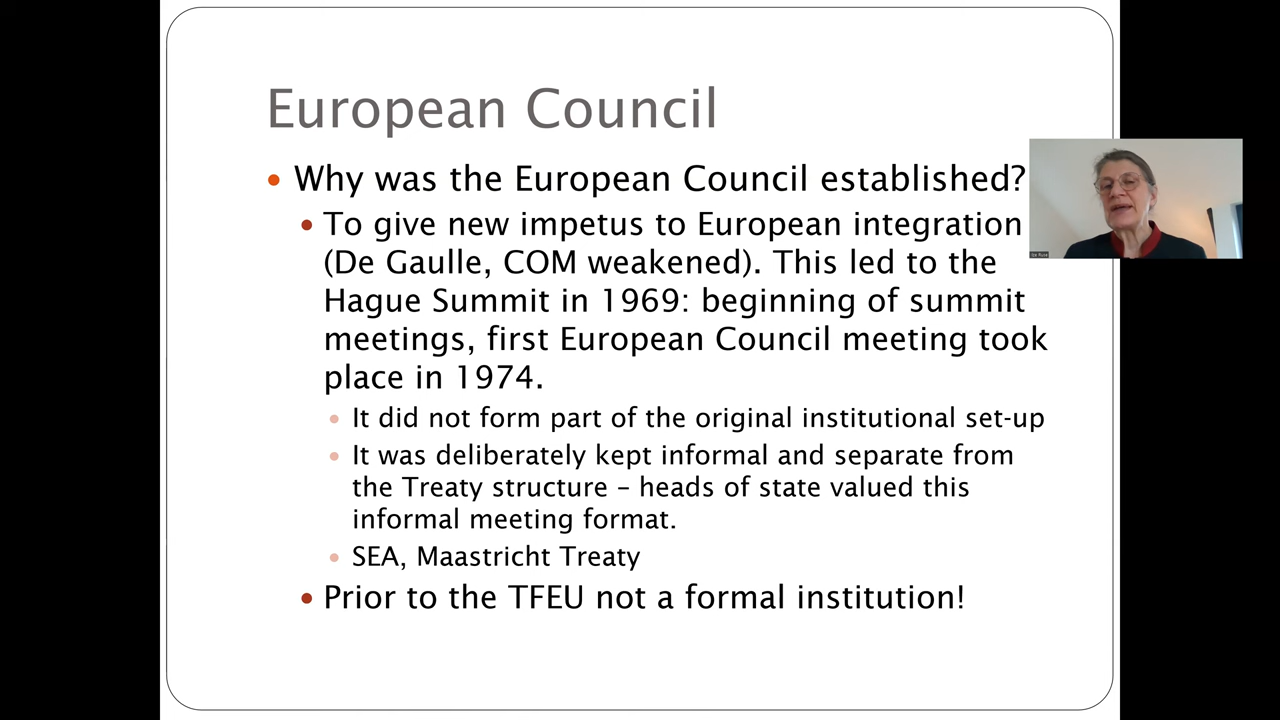 European Council
• Why was the European Council established?
• To give new impetus to European integration
(De Gaulle, COM weakened). This led to the
Hague Summit in 1969: beginning of summit
meetings, first European Council meeting took
place in 1974.
• It did not form part of the original institutional set-up
• It was deliberately kept informal and separate from
the Treaty structure – heads of state valued this
informal meeting format.
• SEA, Maastricht Treaty
• Prior to the TFEU not a formal institution!